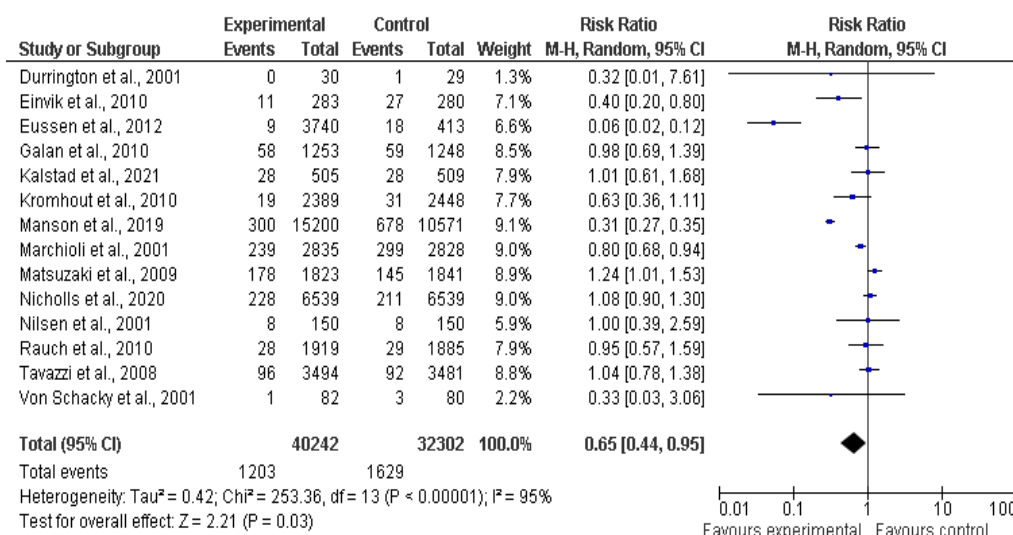 Experimental Control Risk Ratio Risk Ratio
Study or Subgroup Events Total Events Total Weight M-H, Random, 95% CI M-H, Random, 95% CI
Durrington et al., 2001 0 30 1 29 1.3% 0.32 [0.01, 7.61]
Einvik et al., 2010 11 283 27 280 7.1% 0.40 [0.20, 0.80]
Eussen et al., 2012 9 3740 18 413 6.6% 0.06 [0.02, 0.12]
Galan et al., 2010 58 1253 59 1248 8.5% 0.98 [0.69, 1.39]
Kalstad et al., 2021 28 505 28 509 7.9% 1.01 [0.61, 1.68]
Kromhout et al., 2010 19 2389 31 2448 7.7% 0.63 [0.36, 1.11]
Manson et al., 2019 300 15200 678 10571 9.1% 0.31 [0.27, 0.35]
Marchioli et al., 2001 239 2835 299 2828 9.0% 0.80 [0.68, 0.94]
Matsuzaki et al., 2009 178 1823 145 1841 8.9% 1.24 [1.01, 1.53]
Nicholls et al., 2020 228 6539 211 6539 9.0% 1.08 [0.90, 1.30]
Nilsen et al., 2001 8 150 8 150 5.9% 1.00 [0.39, 2.59]
Rauch et al., 2010 28 1919 29 1885 7.9% 0.95 [0.57, 1.59]
Tavazzi et al., 2008 96 3494 92 3481 8.8% 1.04 [0.78, 1.38]
Von Schacky et al., 2001 1 82 3 80 2.2% 0.33 [0.03, 3.06]
Total (95% CI) 40242 32302 100.0% 0.65 [0.44, 0.95]
Total events 1203 1629
Heterogeneity: Tau² = 0.42; Chi² = 253.36, df = 13 (P < 0.00001); I² = 95%
Test for overall effect: Z = 2.21 (P = 0.03)
0.01 0.1 1 10 100
Favours experimental Favours control